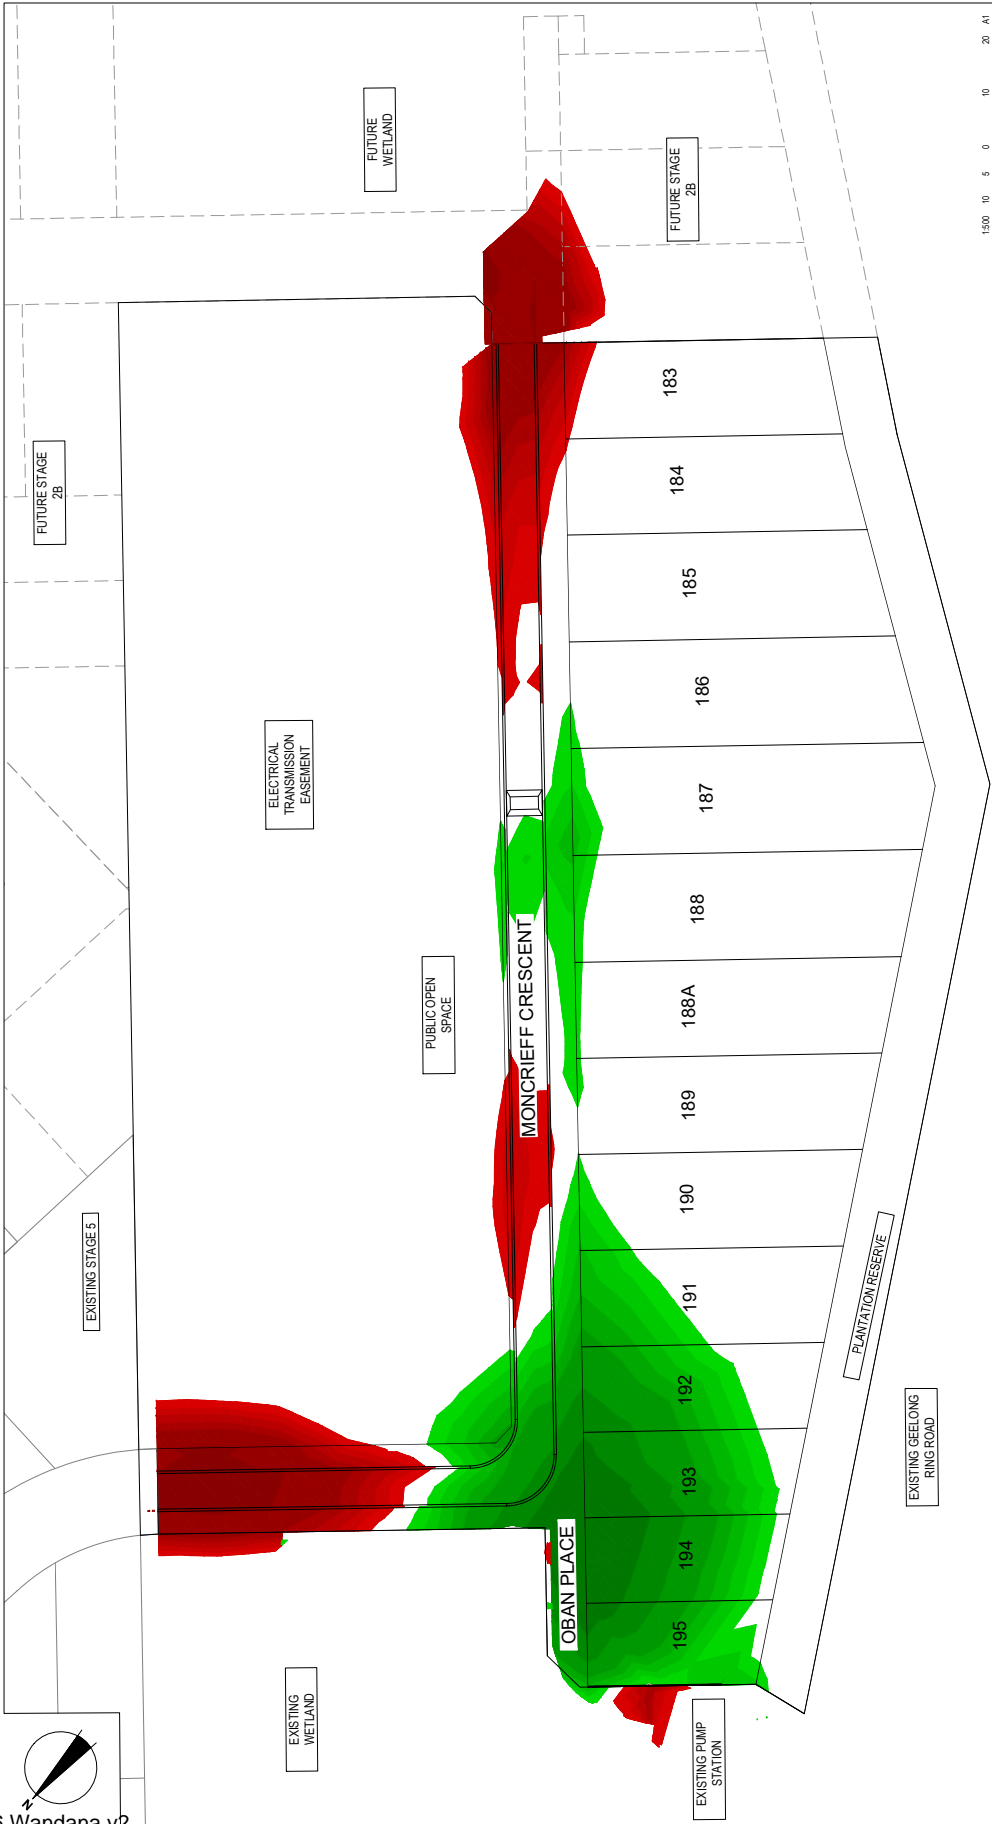 FUTURE
WETLAND
FUTURE STAGE
2B
1:500 10 5 0 10 20 A1
FUTURE STAGE
2B
183
184
185
186
187
188
188A
189
190
191
192
193
194
195
ELECTRICAL
TRANSMISSION
EASEMENT
PUBLIC OPEN
SPACE
MONCRIEFF CRESCENT
EXISTING STAGE 5
PLANTATION RESERVE
EXISTING GEELONG
RING ROAD
OBAN PLACE
EXISTING
WETLAND
EXISTING PUMP
STATION
N
Wandana v2